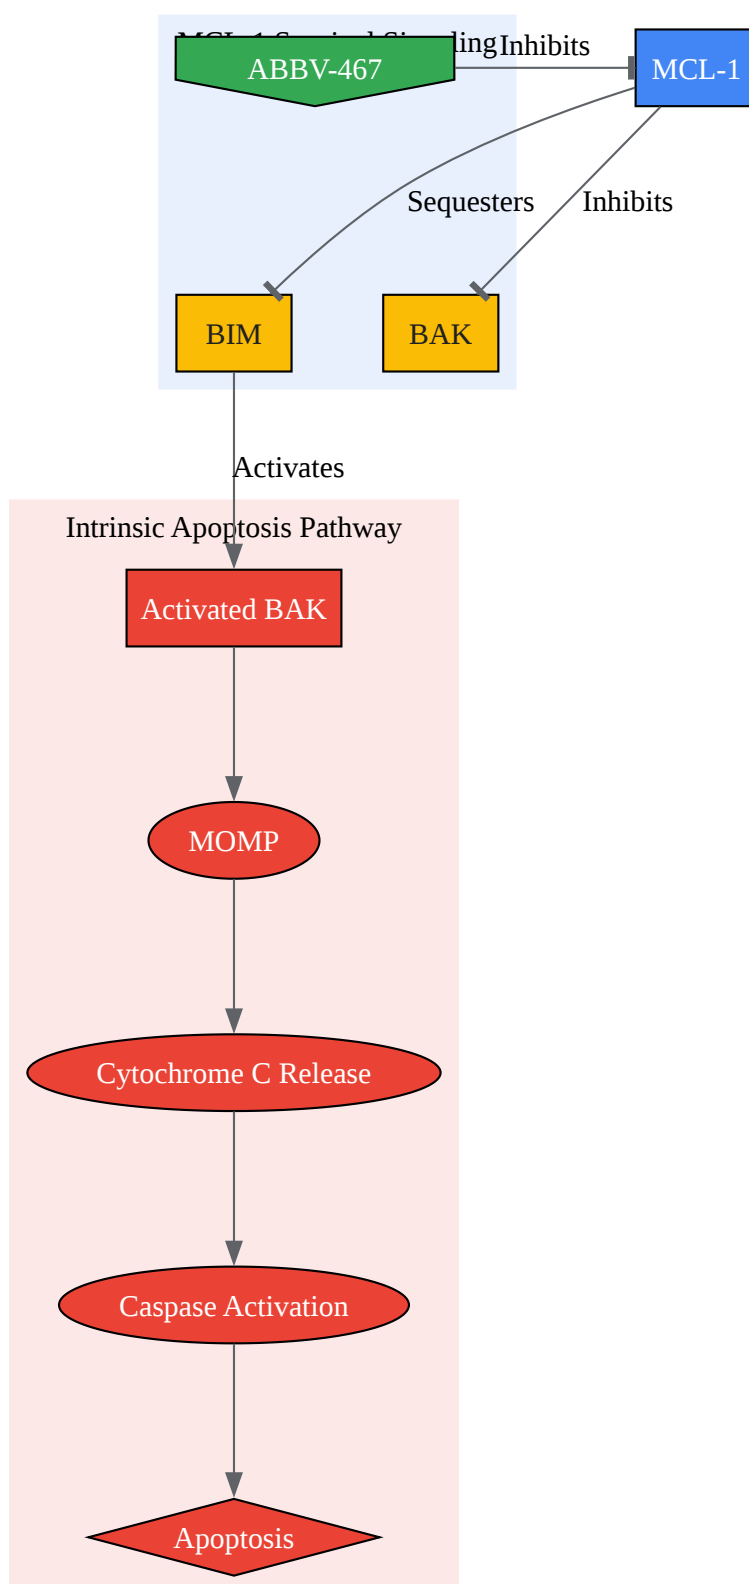 Inhibits
ABBV-467
MCL-1
Sequesters
Inhibits
BIM
BAK
Activates
Intrinsic Apoptosis Pathway
Activated BAK
MOMP
Cytochrome C Release
Caspase Activation
Apoptosis